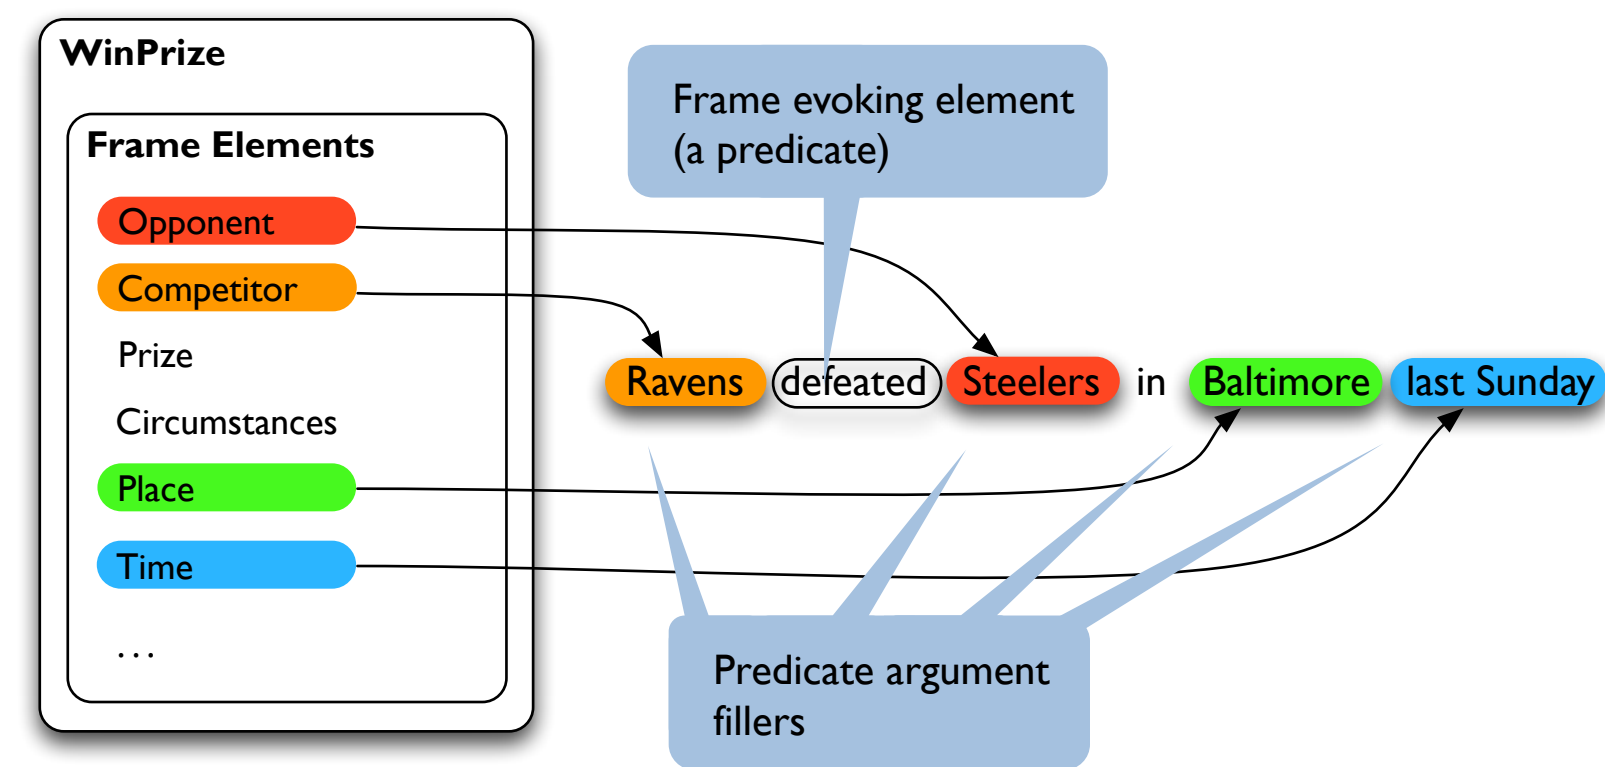 WinPrize
Frame Elements
Opponent
Competitor
Prize
Circumstances
Place
Time
...
Frame evoking element
(a predicate)
Ravens defeated Steelers in Baltimore last Sunday
Predicate argument
fillers